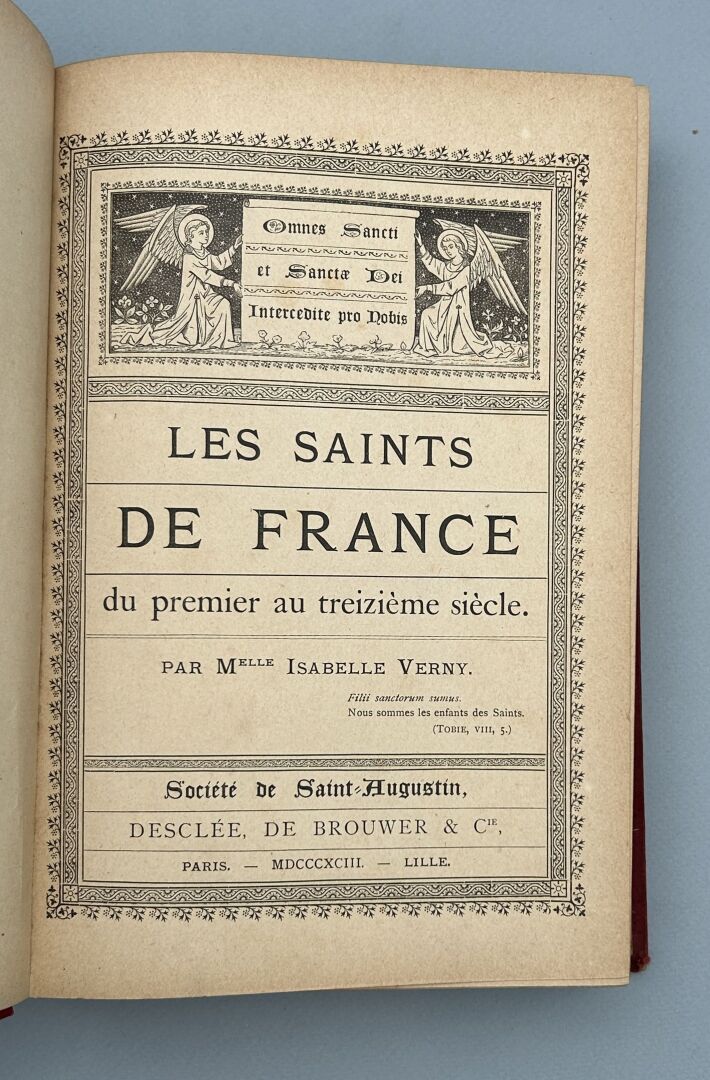 Omnes Sancti
et Sanctæ Dei
Intercedite pro Nobis
LES SAINTS
DE FRANCE
du premier au treizième siècle.
PAR MELLE ISABELLE VERNY.
Filii sanctorum sumus.
Nous sommes les enfants des Saints.
(TOBIE, VIII, 5.)
Société de Saint-Augustin,
DESCLÉE, DE BROUWER & CIE,
PARIS. — MDCCCXCIII. — LILLE.